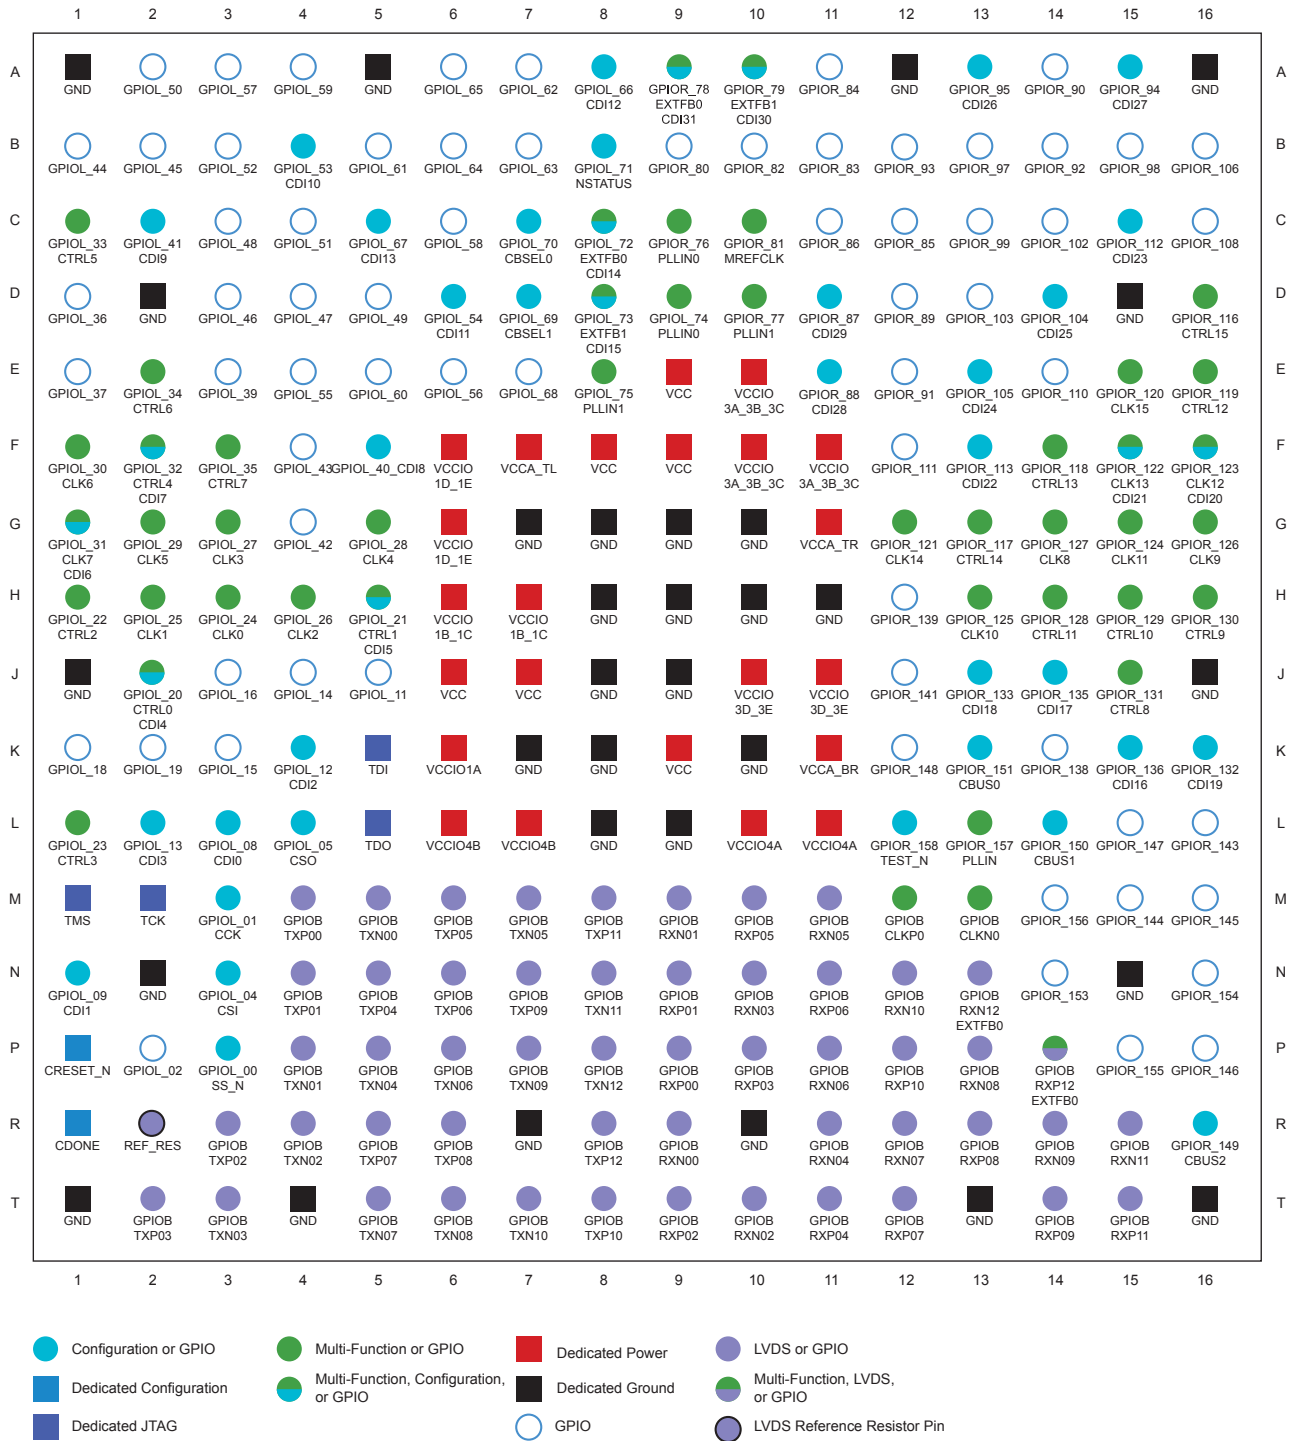 1 2 3 4 5 6 7 8 9 10 11 12 13 14 15 16
A A
GND GPIOL_50 GPIOL_57 GPIOL_59 GND GPIOL_65 GPIOL_62 GPIOL_66 GPIOR_78 GPIOR_79 GPIOR_84 GND GPIOR_95 GPIOR_90 GPIOR_94 GND
CDI12 EXTFB0 EXTFB1 CDI26 CDI27
CDI31 CDI30
B B
GPIOL_44 GPIOL_45 GPIOL_52 GPIOL_53 GPIOL_61 GPIOL_64 GPIOL_63 GPIOL_71 GPIOR_80 GPIOR_82 GPIOR_83 GPIOR_93 GPIOR_97 GPIOR_92 GPIOR_98 GPIOR_106
CDI10 NSTATUS
C C
GPIOL_33 GPIOL_41 GPIOL_48 GPIOL_51 GPIOL_67 GPIOL_58 GPIOL_70 GPIOL_72 GPIOR_76 GPIOR_81 GPIOR_86 GPIOR_85 GPIOR_99 GPIOR_102 GPIOR_112 GPIOR_108
CTRL5 CDI9 CDI13 CBSEL0 EXTFB0 PLLIN0 MREFCLK CDI23
CDI14
D D
GPIOL_36 GND GPIOL_46 GPIOL_47 GPIOL_49 GPIOL_54 GPIOL_69 GPIOL_73 GPIOL_74 GPIOR_77 GPIOR_87 GPIOR_89 GPIOR_103 GPIOR_104 GND GPIOR_116
CDI11 CBSEL1 EXTFB1 PLLIN0 PLLIN1 CDI29 CDI25 CTRL15
CDI15
E E
GPIOL_37 GPIOL_34 GPIOL_39 GPIOL_55 GPIOL_60 GPIOL_56 GPIOL_68 GPIOL_75 VCC VCCIO GPIOR_88 GPIOR_91 GPIOR_105 GPIOR_110 GPIOR_120 GPIOR_119
CTRL6 PLLIN1 3A_3B_3C CDI28 CDI24 CLK15 CTRL12
F F
GPIOL_30 GPIOL_32 GPIOL_35 GPIOL_43 GPIOL_40_CDI8 VCCIO VCCA_TL VCC VCC VCCIO VCCIO GPIOR_111 GPIOR_113 GPIOR_118 GPIOR_122 GPIOR_123
CLK6 CTRL4 CTRL7 1D_1E 3A_3B_3C 3A_3B_3C CDI22 CTRL13 CLK13 CLK12
CDI7 CDI21 CDI20
G G
GPIOL_31 GPIOL_29 GPIOL_27 GPIOL_42 GPIOL_28 VCCIO GND GND GND GND VCCA_TR GPIOR_121 GPIOR_117 GPIOR_127 GPIOR_124 GPIOR_126
CLK7 CLK5 CLK3 CLK4 1D_1E CLK14 CTRL14 CLK8 CLK11 CLK9
CDI6
H H
GPIOL_22 GPIOL_25 GPIOL_24 GPIOL_26 GPIOL_21 VCCIO VCCIO GND GND GND GND GPIOR_139 GPIOR_125 GPIOR_128 GPIOR_129 GPIOR_130
CTRL2 CLK1 CLK0 CLK2 CTRL1 1B_1C 1B_1C CLK10 CTRL11 CTRL10 CTRL9
CDI5
J J
GND GPIOL_20 GPIOL_16 GPIOL_14 GPIOL_11 VCC VCC GND GND VCCIO VCCIO GPIOR_141 GPIOR_133 GPIOR_135 GPIOR_131 GND
CTRL0 3D_3E 3D_3E CDI18 CDI17 CTRL8
CDI4
K K
GPIOL_18 GPIOL_19 GPIOL_15 GPIOL_12 TDI VCCIO1A GND GND VCC GND VCCA_BR GPIOR_148 GPIOR_151 GPIOR_138 GPIOR_136 GPIOR_132
CDI2 CBUS0 CDI16 CDI19
L L
GPIOL_23 GPIOL_13 GPIOL_08 GPIOL_05 TDO VCCIO4B VCCIO4B GND GND VCCIO4A VCCIO4A GPIOR_158 GPIOR_157 GPIOR_150 GPIOR_147 GPIOR_143
CTRL3 CDI3 CDI0 CSO TEST_N PLLIN CBUS1
M M
TMS TCK GPIOL_01 GPIOB GPIOB GPIOB GPIOB GPIOB GPIOB GPIOB GPIOB GPIOB GPIOB GPIOR_156 GPIOR_144 GPIOR_145
CCK TXP00 TXN00 TXP05 TXN05 TXP11 RXN01 RXP05 RXN05 CLKP0 CLKN0
N N
GPIOL_09 GND GPIOL_04 GPIOB GPIOB GPIOB GPIOB GPIOB GPIOB GPIOB GPIOB GPIOB GPIOB GPIOR_153 GND GPIOR_154
CDI1 CSI TXP01 TXP04 TXP06 TXP09 TXN11 RXP01 RXN03 RXP06 RXN10 RXN12
EXTFB0
P P
CRESET_N GPIOL_02 GPIOL_00 GPIOB GPIOB GPIOB GPIOB GPIOB GPIOB GPIOB GPIOB GPIOB GPIOB GPIOB GPIOR_155 GPIOR_146
SS_N TXN01 TXN04 TXN06 TXN09 TXN12 RXP00 RXP03 RXN06 RXP10 RXN08 RXP12
EXTFB0
R R
CDONE REF_RES GPIOB GPIOB GPIOB GPIOB GND GPIOB GPIOB GND GPIOB GPIOB GPIOB GPIOB GPIOB GPIOR_149
TXP02 TXN02 TXP07 TXP08 TXP12 RXN00 RXN04 RXN07 RXP08 RXN09 RXN11 CBUS2
T T
GND GPIOB GPIOB GND GPIOB GPIOB GPIOB GPIOB GPIOB GPIOB GPIOB GPIOB GND GPIOB GPIOB GND
TXP03 TXN03 TXN07 TXN08 TXN10 TXP10 RXP02 RXN02 RXP04 RXP07 RXP09 RXP11
1 2 3 4 5 6 7 8 9 10 11 12 13 14 15 16
Configuration or GPIO Multi-Function or GPIO Dedicated Power LVDS or GPIO
Dedicated Configuration Multi-Function, Configuration, Dedicated Ground Multi-Function, LVDS,
or GPIO or GPIO
Dedicated JTAG GPIO LVDS Reference Resistor Pin